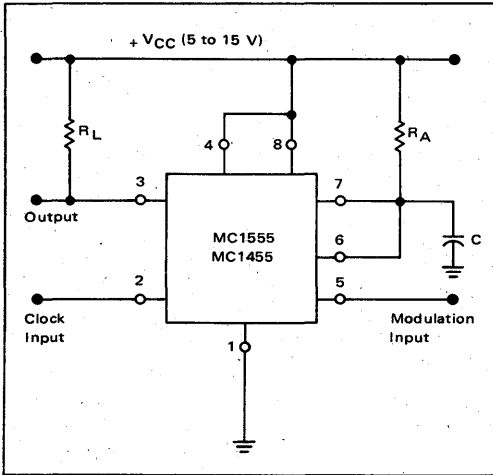 + VCC (5 to 15 V)
RL
4
8
RA
3
7
Output
MC1555
MC1455
6
C
2
5
Clock
Input
Modulation
Input
1